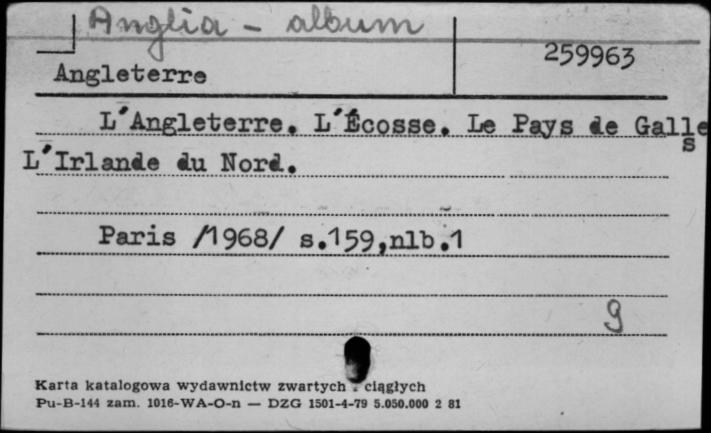 Anglia - album
259963
Angleterre
L'Angleterre. L'Écosse. Le Pays de Galles
L'Irlande du Nord.
Paris /1968/ s.159,nlb.1
9
Karta katalogowa wydawnictw zwartych ciągłych
Pu-B-144 zam. 1016-WA-O-n — DZG 1501-4-79 5.050.000 2 81